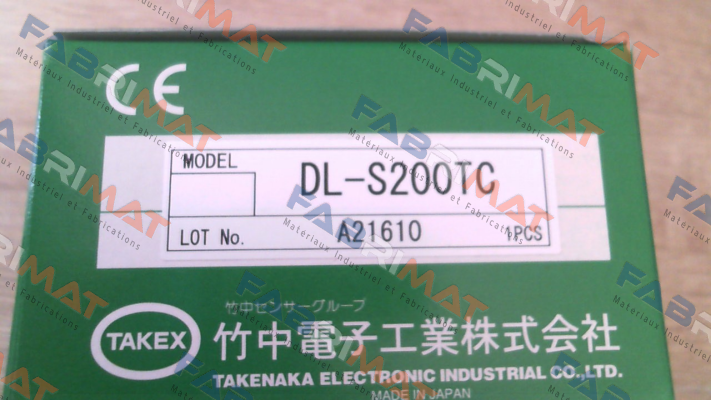 CE
MODEL
DL-S200TC
LOT No.
A21610
1PCS
竹中センサーグループ
TAKEX
竹中電子工業株式会社
TAKENAKA ELECTRONIC INDUSTRIAL CO.,LTD.
MADE IN JAPAN
FABRIMAT
Materiaux Industriel et Fabrications